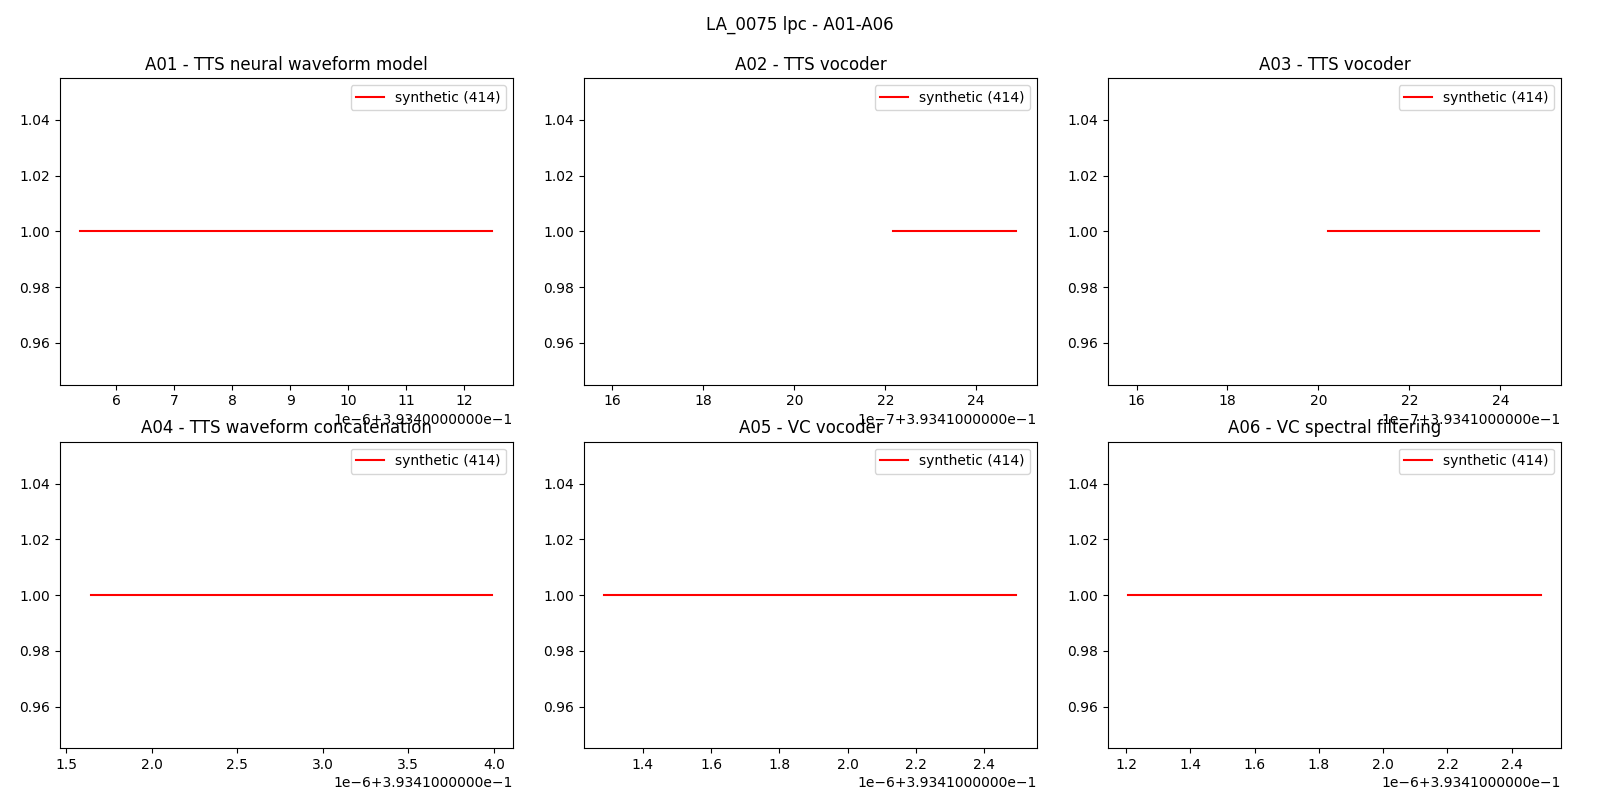 LA_0075 lpc - A01-A06
A01 - TTS neural waveform model
A02 - TTS vocoder
A03 - TTS vocoder
synthetic (414)
synthetic (414)
synthetic (414)
1.04
1.02
1.00
0.98
0.96
1.04
1.02
1.00
0.98
0.96
1.04
1.02
1.00
0.98
0.96
6 7 8 9 10 11 12
16 18 20 22 24
16 18 20 22 24
1e−6+3.9340000000e−1
1e−7+3.9341000000e−1
1e−7+3.9341000000e−1
A04 - TTS waveform concatenation
A05 - VC vocoder
A06 - VC spectral filtering
synthetic (414)
synthetic (414)
synthetic (414)
1.04
1.02
1.00
0.98
0.96
1.04
1.02
1.00
0.98
0.96
1.04
1.02
1.00
0.98
0.96
1.5 2.0 2.5 3.0 3.5 4.0
1.4 1.6 1.8 2.0 2.2 2.4
1.2 1.4 1.6 1.8 2.0 2.2 2.4
1e−6+3.9341000000e−1
1e−6+3.9341000000e−1
1e−6+3.9341000000e−1